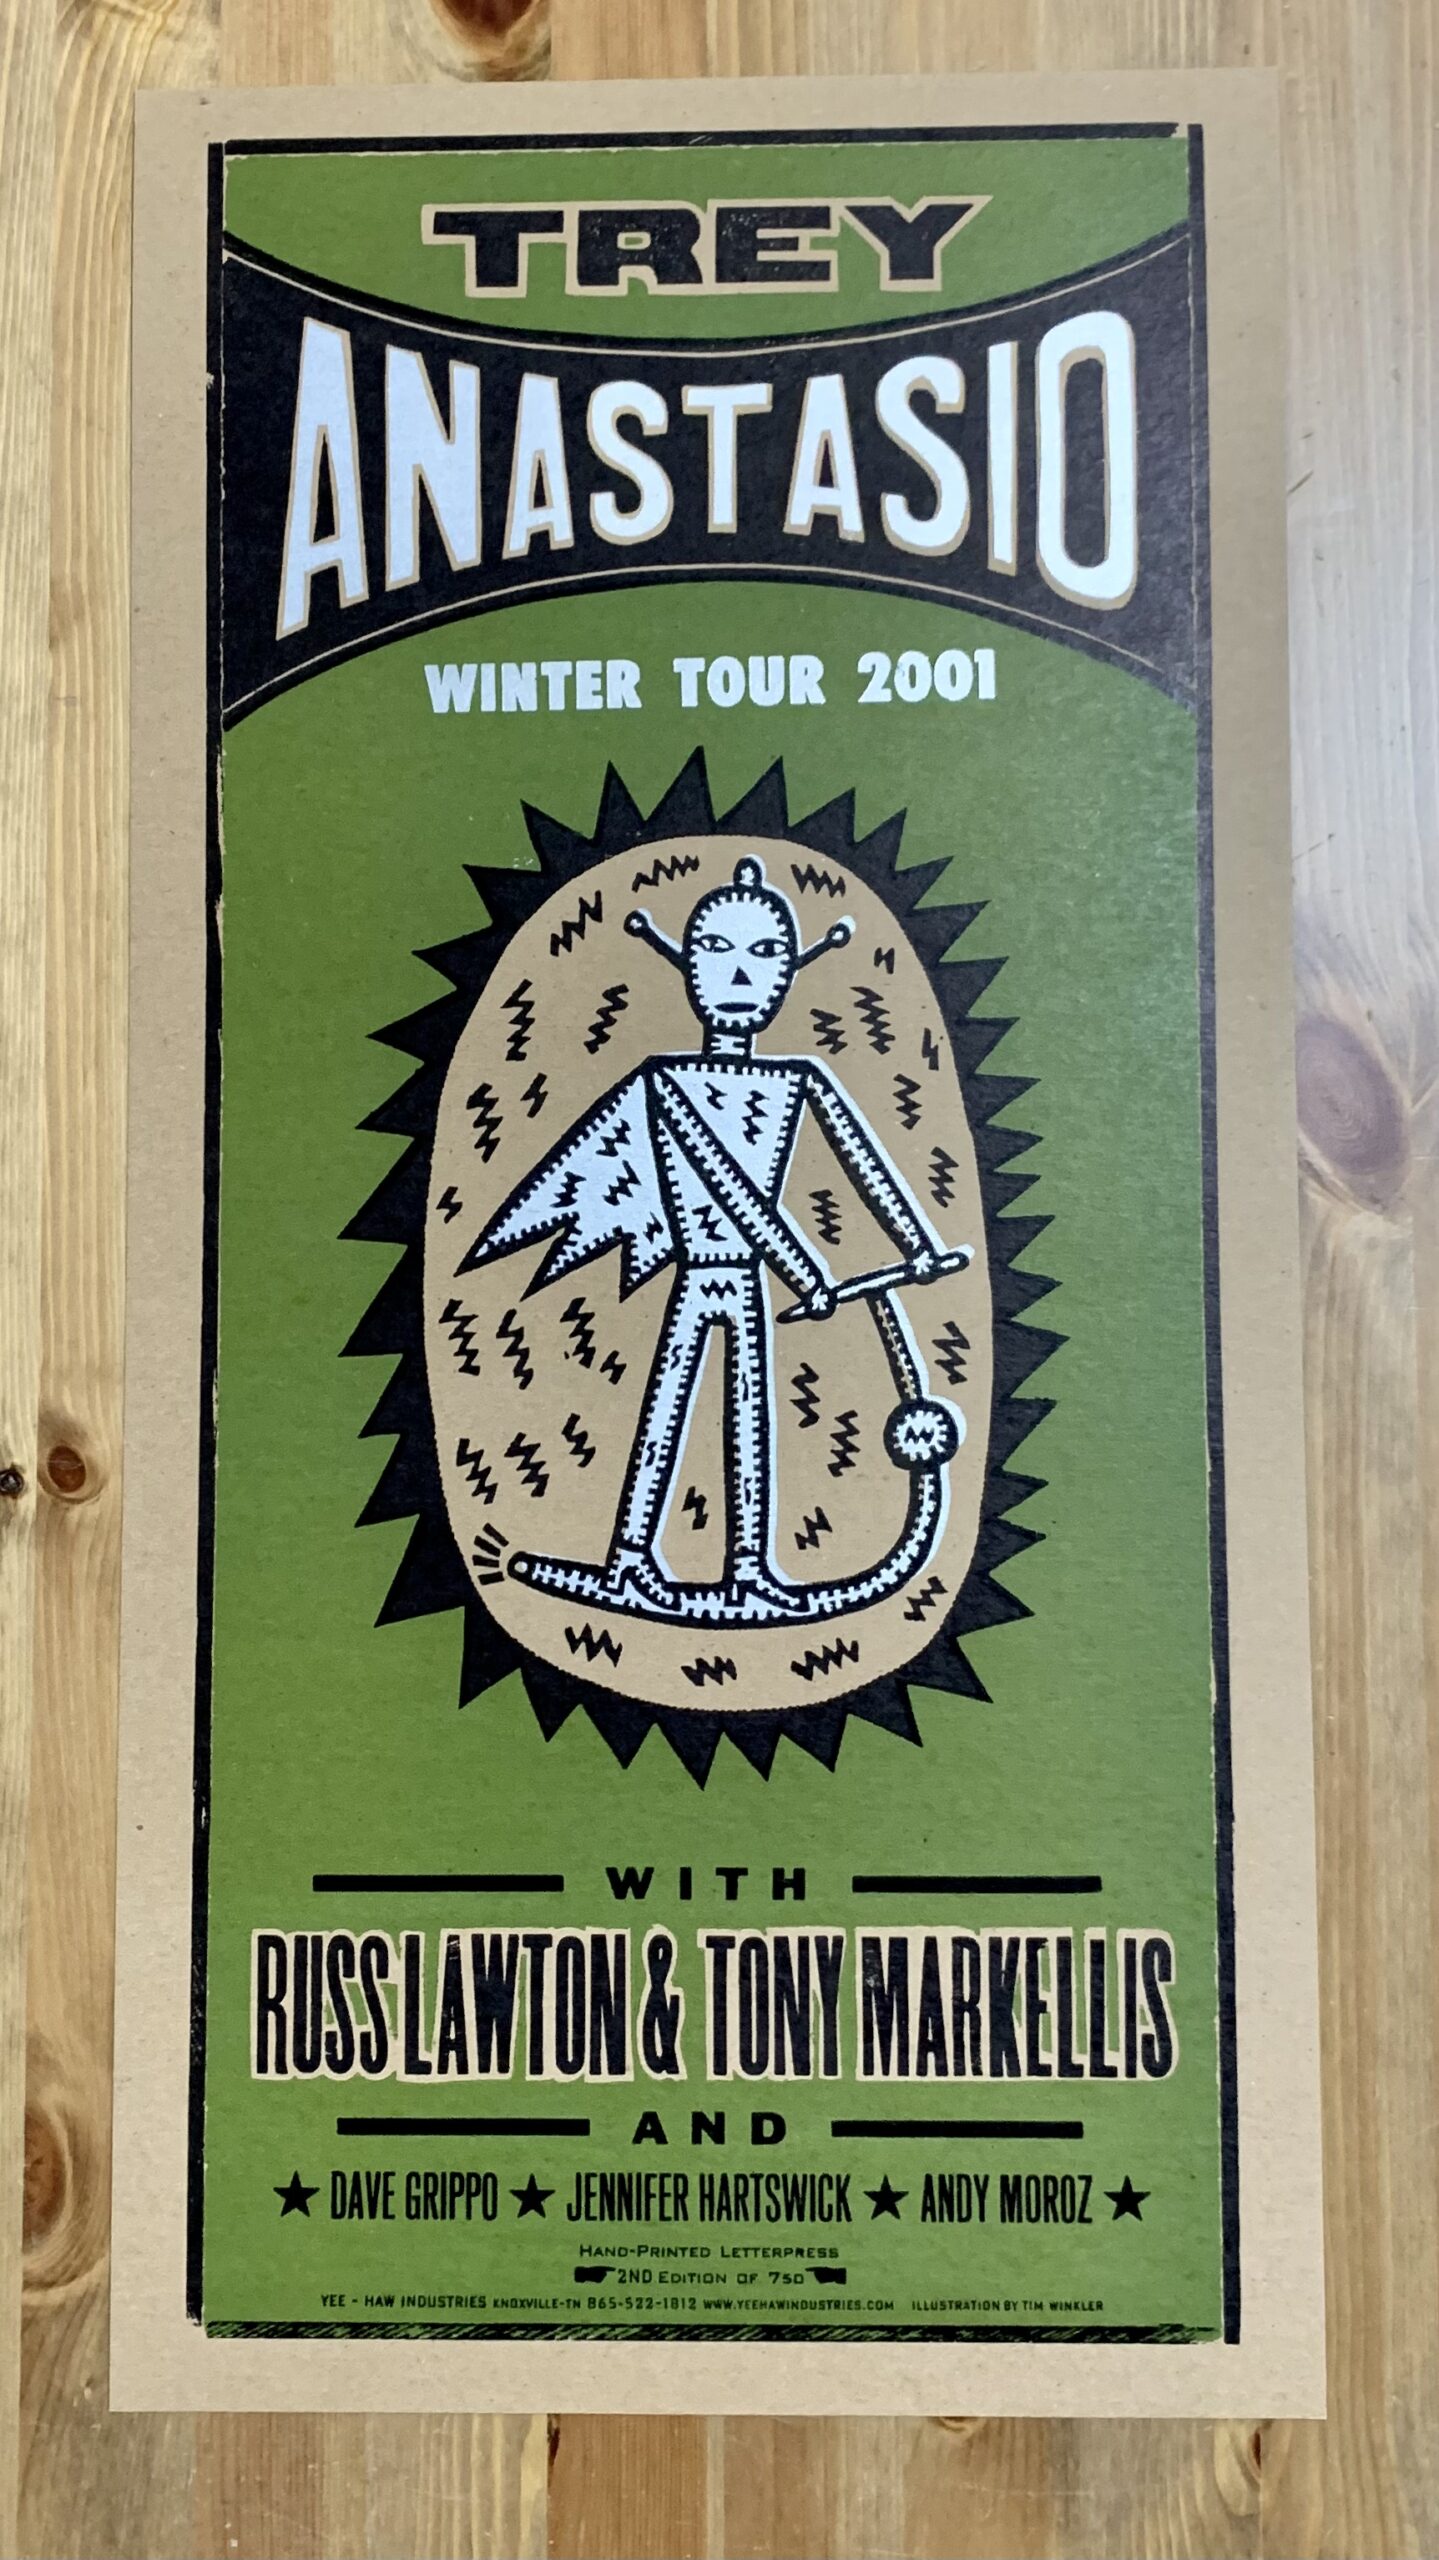 TREY
ANASTASIO
WINTER TOUR 2001
WITH
RUSS LAWTON & TONY MARKELLIS
AND
★ DAVE GRIPPO ★ JENNIFER HARTSWICK ★ ANDY MOROZ ★
HAND-PRINTED LETTERPRESS
2ND EDITION OF 750
YEE - HAW INDUSTRIES KNOXVILLE-TN 865-522-1812 WWW.YEEHAWINDUSTRIES.COM ILLUSTRATION BY TIM WINKLER